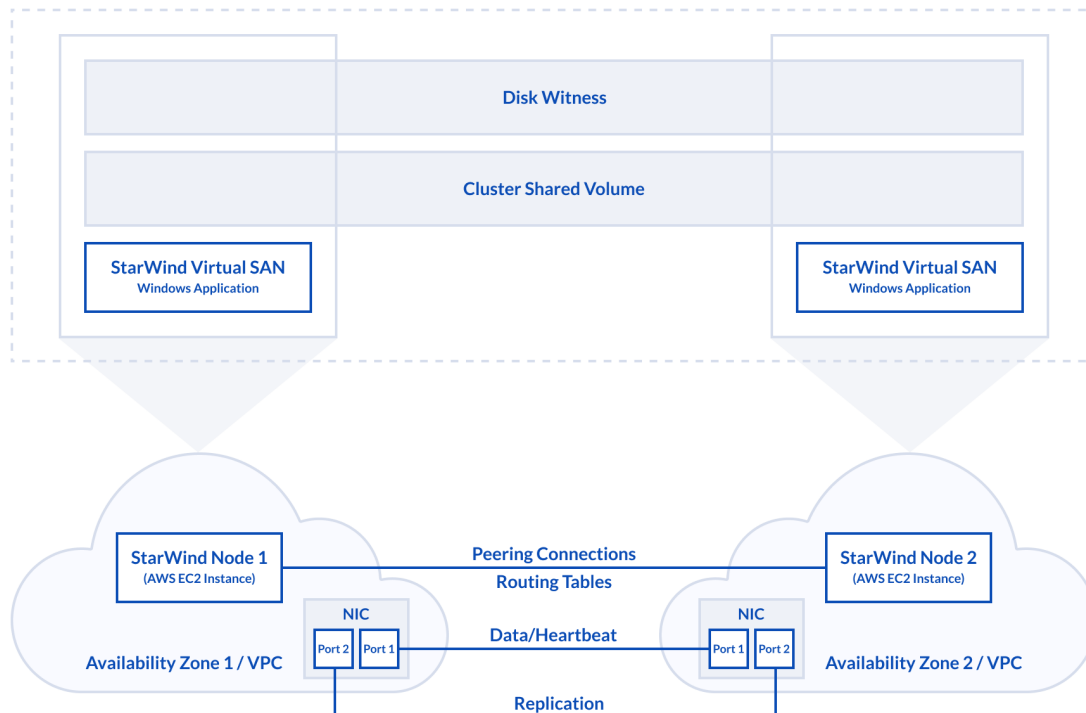 Disk Witness
Cluster Shared Volume
StarWind Virtual SAN
Windows Application
StarWind Virtual SAN
Windows Application
StarWind Node 1
(AWS EC2 Instance)
Peering Connections
Routing Tables
StarWind Node 2
(AWS EC2 Instance)
NIC
Port 2
Port 1
Data/Heartbeat
NIC
Port 1
Port 2
Availability Zone 1 / VPC
Availability Zone 2 / VPC
Replication